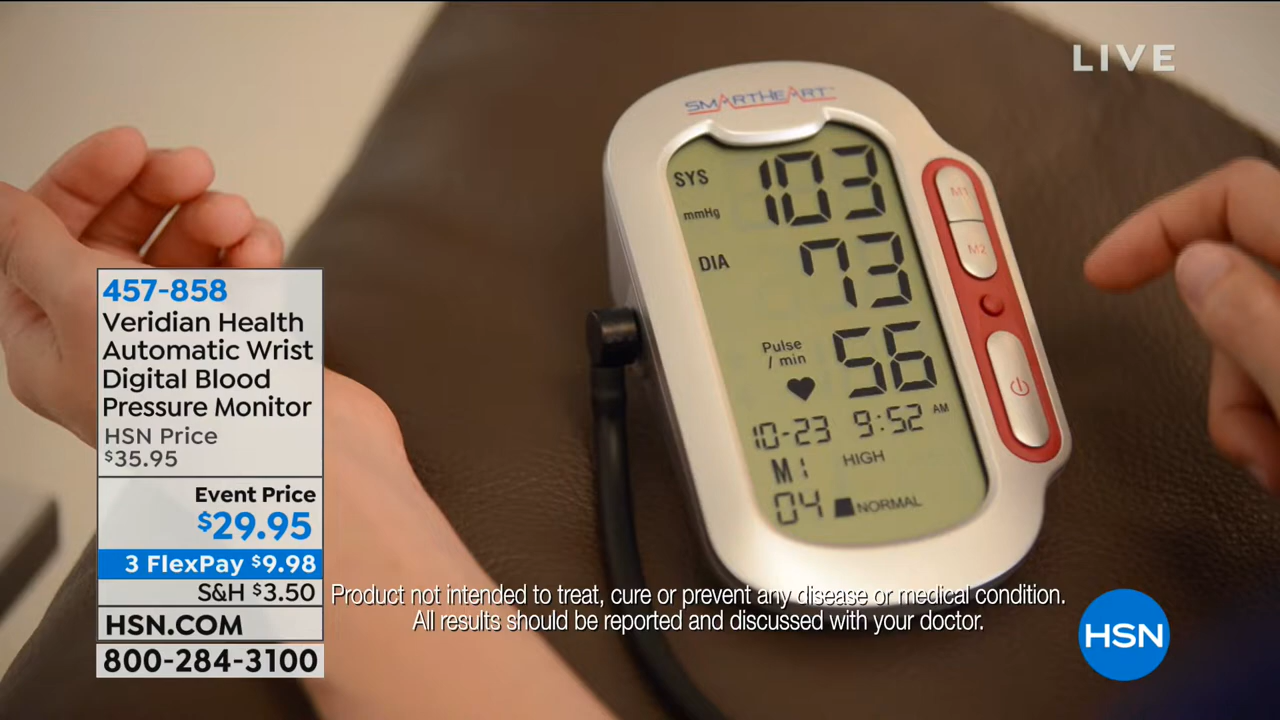 LIVE
SMARTHEART
SYS
103
mmHg
DIA
73
Pulse
/ min
56
10-23 9:52 AM
M1
HIGH
04
NORMAL
M1
M2
457-858
Veridian Health
Automatic Wrist
Digital Blood
Pressure Monitor
HSN Price
$35.95
Event Price
$29.95
3 FlexPay $9.98
S&H $3.50
HSN.COM
800-284-3100
Product not intended to treat, cure or prevent any disease or medical condition.
All results should be reported and discussed with your doctor.
HSN